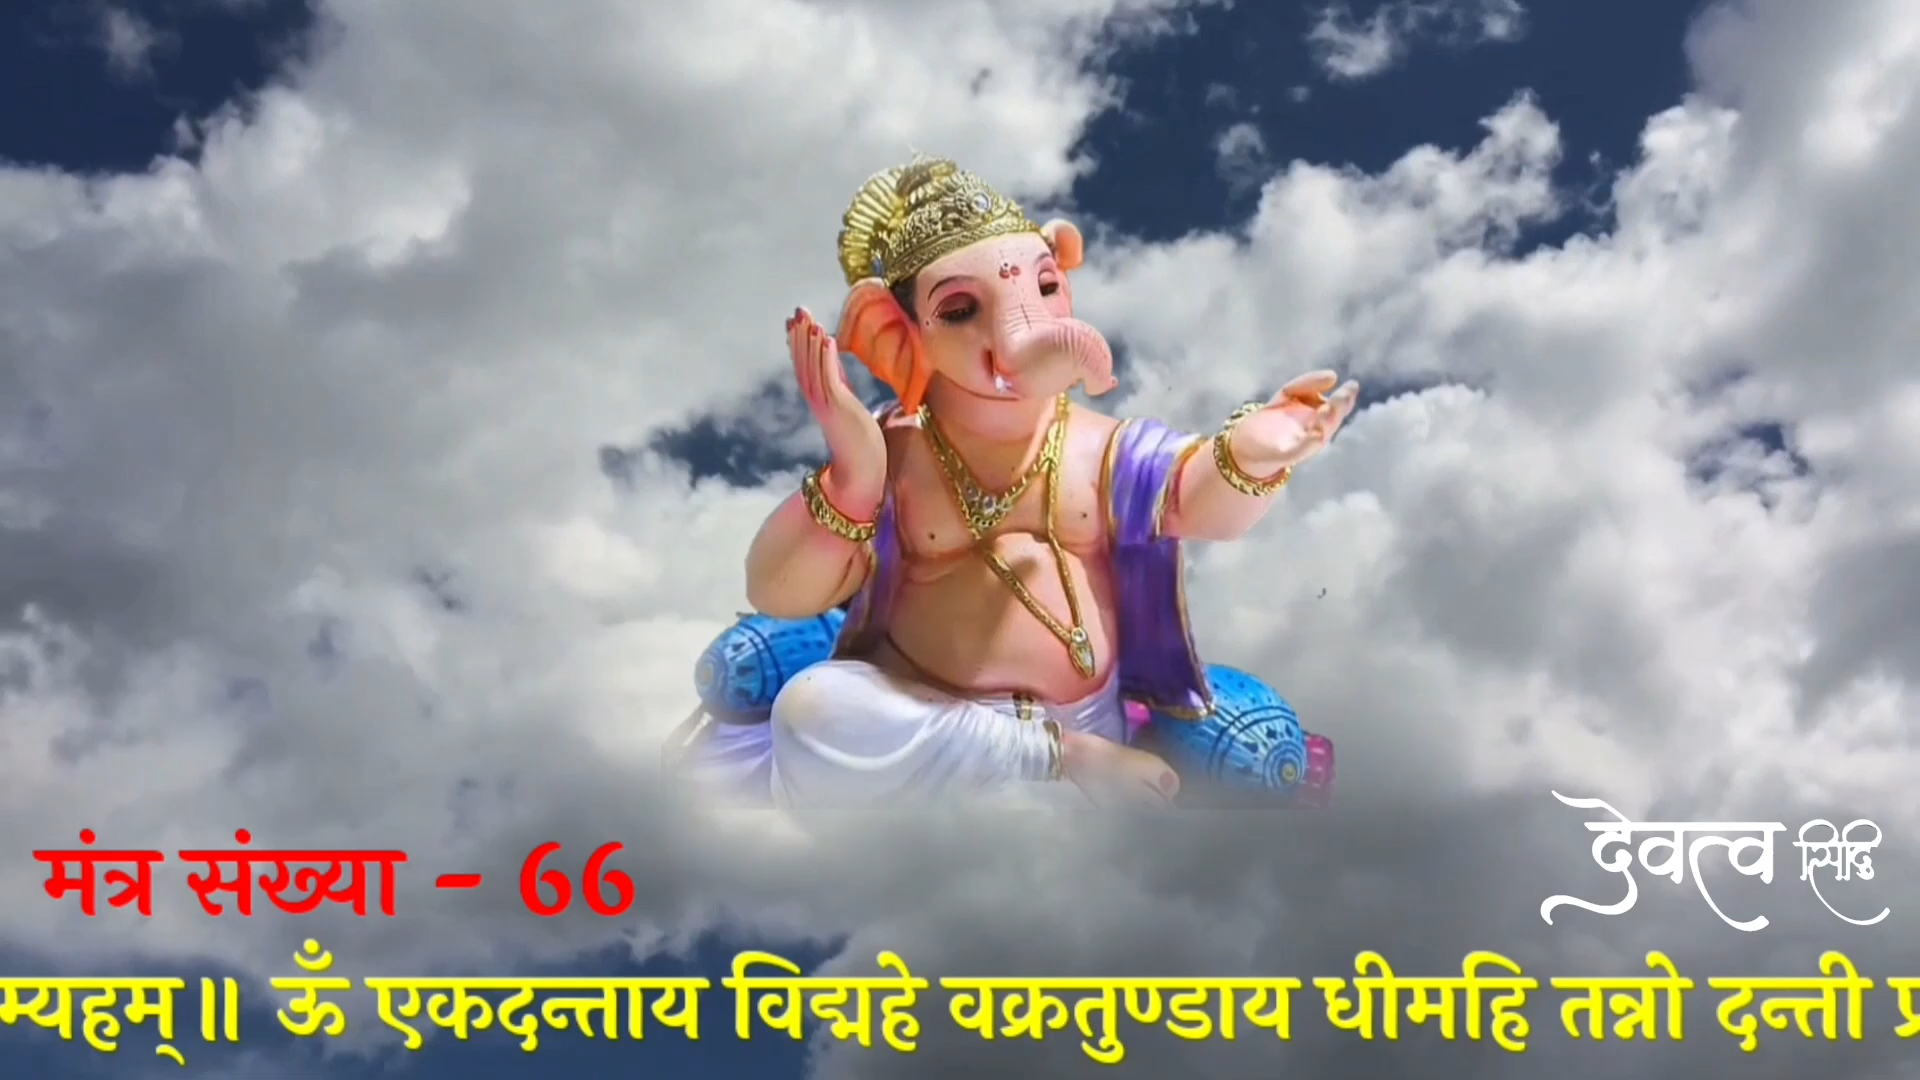 मंत्र संख्या - 66
देवत्व सिद्धि
म्यहम्॥ ॐ एकदन्ताय विद्महे वक्रतुण्डाय धीमहि तन्नो दन्ती प्र